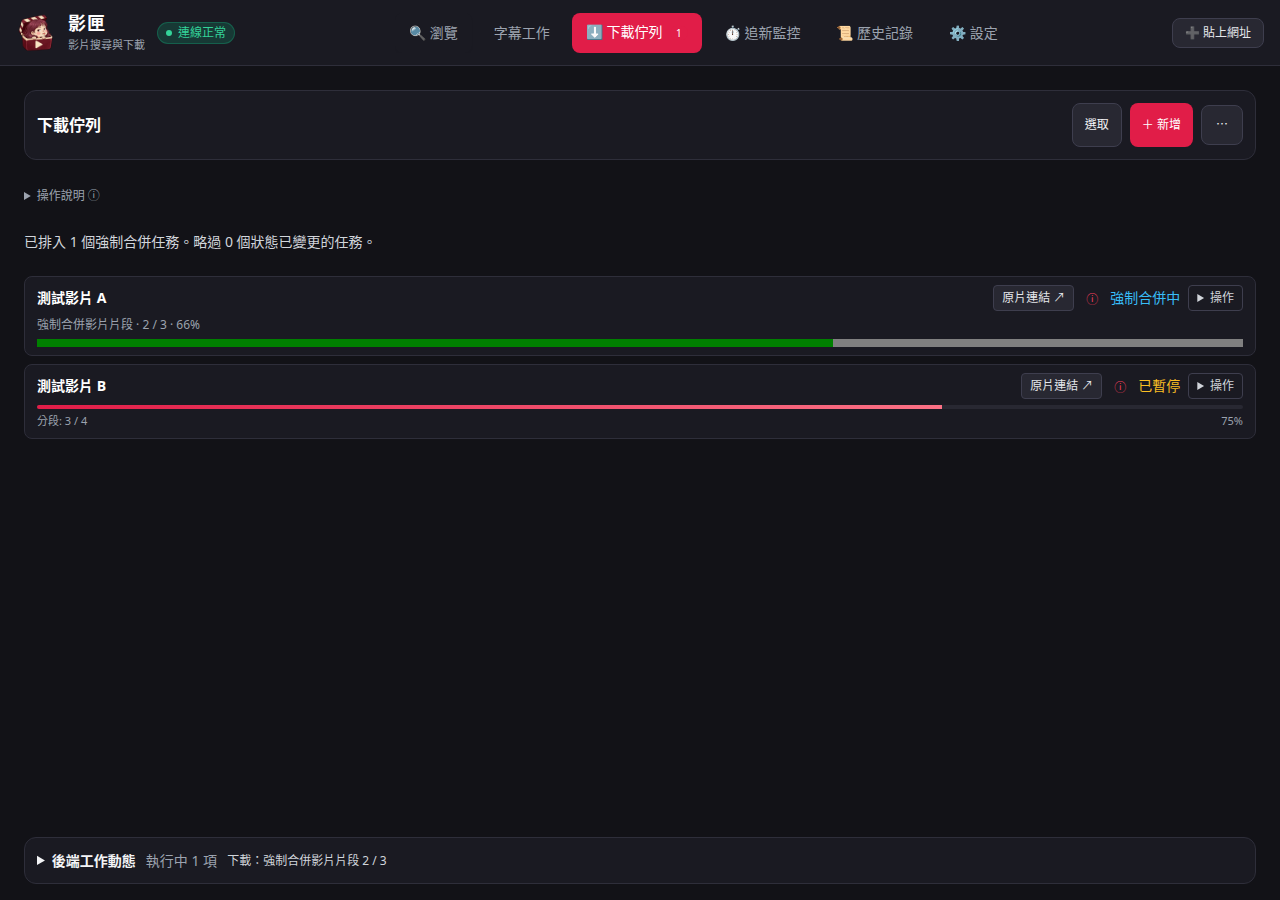 影匣
影片搜尋與下載
連線正常
🔍 瀏覽
字幕工作
⬇️ 下載佇列 1
⏱️ 追新監控
📜 歷史記錄
⚙️ 設定
➕ 貼上網址
下載佇列
選取
＋ 新增
⋯
▶ 操作說明 ⓘ
已排入 1 個強制合併任務。略過 0 個狀態已變更的任務。
測試影片 A
原片連結 ↗
ⓘ
強制合併中
▶ 操作
強制合併影片片段 · 2 / 3 · 66%
測試影片 B
原片連結 ↗
ⓘ
已暫停
▶ 操作
分段: 3 / 4
75%
▶ 後端工作動態 執行中 1 項 下載：強制合併影片片段 2 / 3